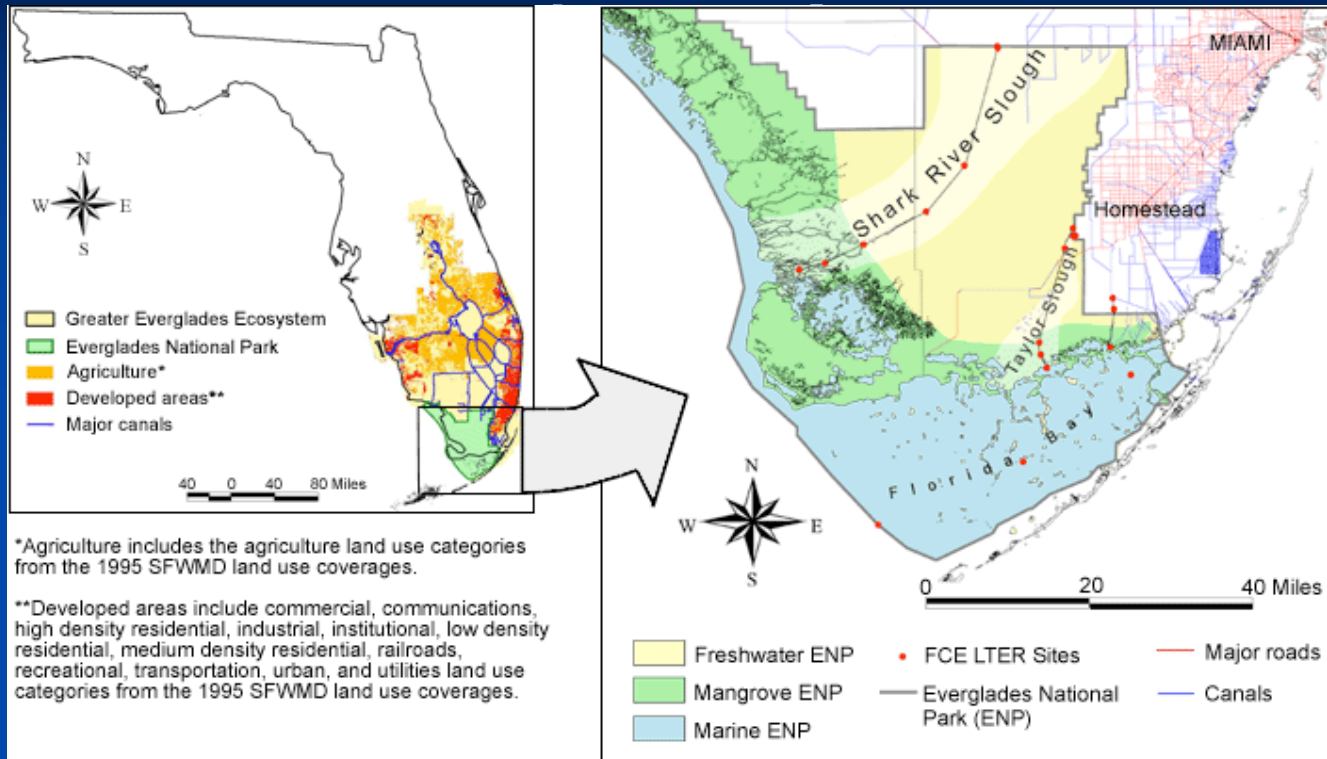 N
W E
S
Greater Everglades Ecosystem
Everglades National Park
Agriculture*
Developed areas**
Major canals
40 0 40 80 Miles
*Agriculture includes the agriculture land use categories
from the 1995 SFWMD land use coverages.
**Developed areas include commercial, communications,
high density residential, industrial, institutional, low density
residential, medium density residential, railroads,
recreational, transportation, urban, and utilities land use
categories from the 1995 SFWMD land use coverages.
MIAMI
Shark River Slough
Homestead
Taylor Slough
Florida Bay
N
W E
S
0 20 40 Miles
Freshwater ENP
Mangrove ENP
Marine ENP
FCE LTER Sites
Everglades National
Park (ENP)
Major roads
Canals